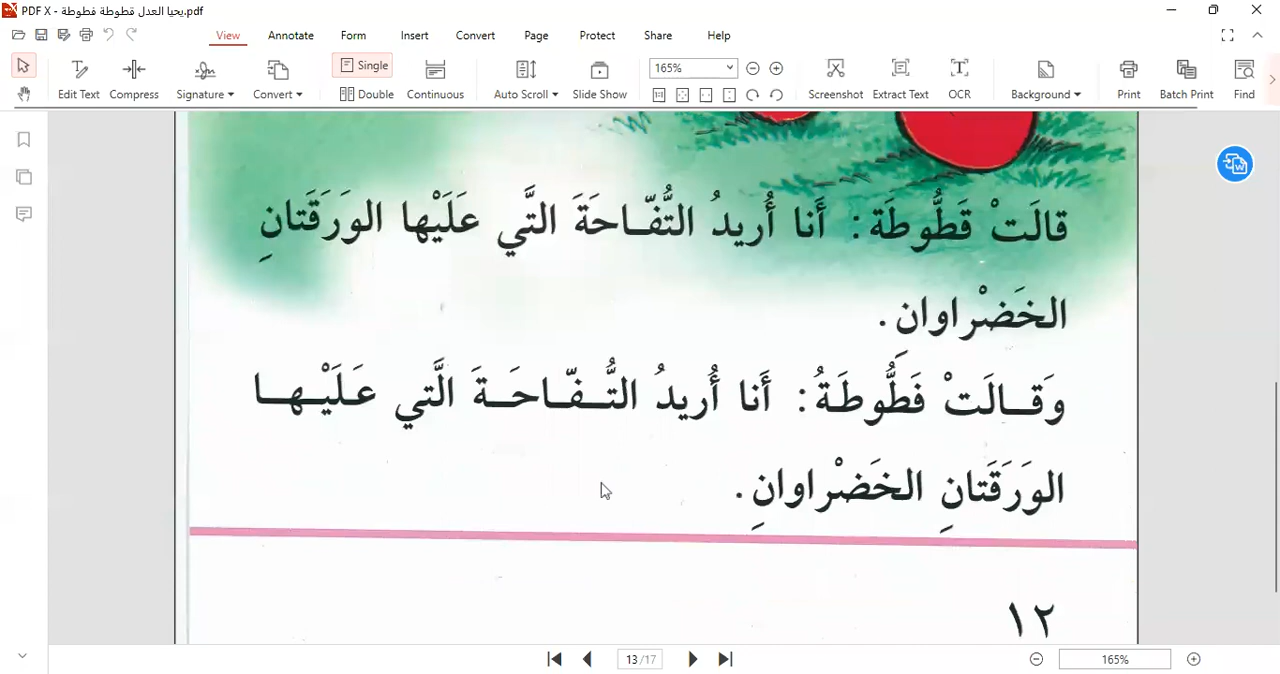 PDF X - يحيا العدل قطوطة فطوطة.pdf
View Annotate Form Insert Convert Page Protect Share Help
Edit Text Compress Signature Convert Single Double Continuous Auto Scroll Slide Show 165% Screenshot Extract Text OCR Background Print Batch Print Find
قالَتْ قَطُّوطَة: أَنا أُريدُ التُّفّاحَةَ التَّي عَلَيْها الوَرَقَتانِ
الخَضْراوانِ.
وَقالَتْ فَطُّوطَةُ: أَنا أُريدُ التُّفّاحَةَ الَّتي عَلَيْها
الوَرَقَتانِ الخَضْراوانِ.
١٢
13/17 165%